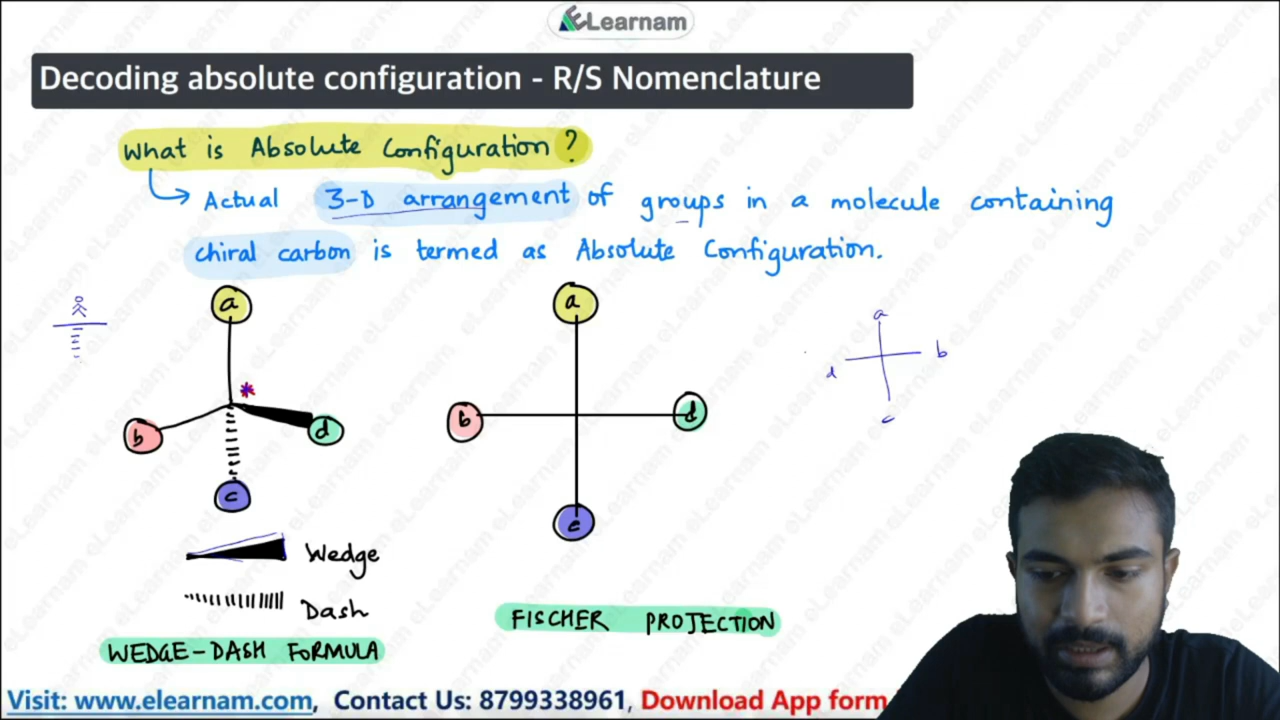 ELearnam
Decoding absolute configuration - R/S Nomenclature
What is Absolute Configuration ?
Actual 3-D arrangement of groups in a molecule containing
chiral carbon is termed as Absolute Configuration.
a
b
*
d
c
Wedge
Dash
WEDGE-DASH FORMULA
a
b
d
c
FISCHER PROJECTION
a
b
d
c
Visit: www.elearnam.com, Contact Us: 8799338961, Download App form
eLearnam